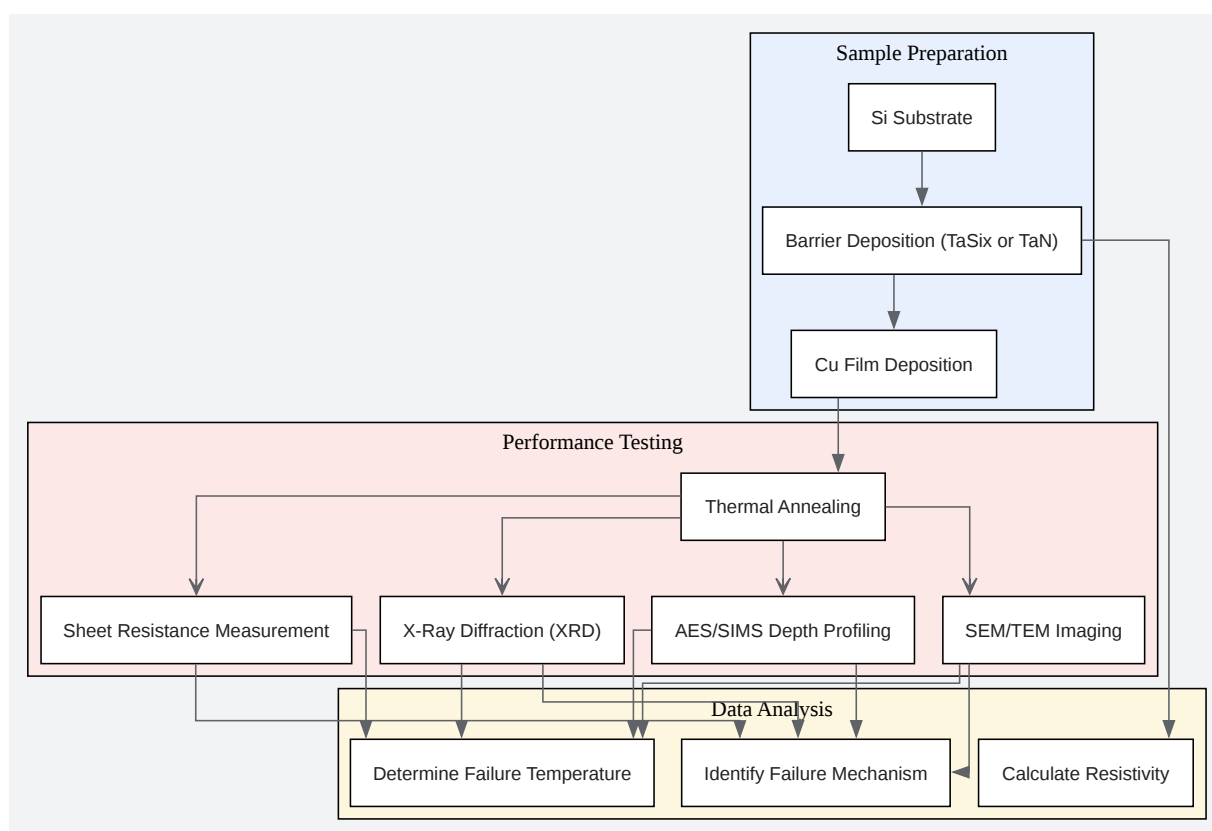 Sample Preparation
Si Substrate
Barrier Deposition (TaSix or TaN)
Cu Film Deposition
Performance Testing
Thermal Annealing
Sheet Resistance Measurement
X-Ray Diffraction (XRD)
AES/SIMS Depth Profiling
SEM/TEM Imaging
Data Analysis
Determine Failure Temperature
Identify Failure Mechanism
Calculate Resistivity